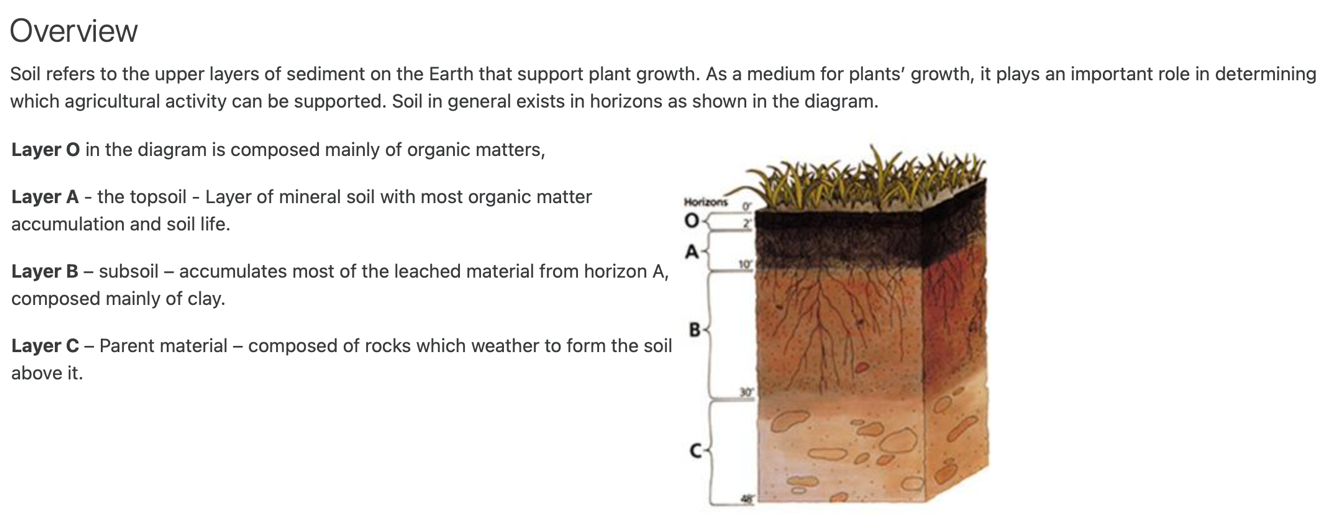 Overview
Soil refers to the upper layers of sediment on the Earth that support plant growth. As a medium for plants’ growth, it plays an important role in determining
which agricultural activity can be supported. Soil in general exists in horizons as shown in the diagram.
Layer O in the diagram is composed mainly of organic matters,
Layer A - the topsoil - Layer of mineral soil with most organic matter
accumulation and soil life.
Layer B – subsoil – accumulates most of the leached material from horizon A,
composed mainly of clay.
Layer C – Parent material – composed of rocks which weather to form the soil
above it.
Horizons
0"
O
2"
A
10"
B
30"
C
48"